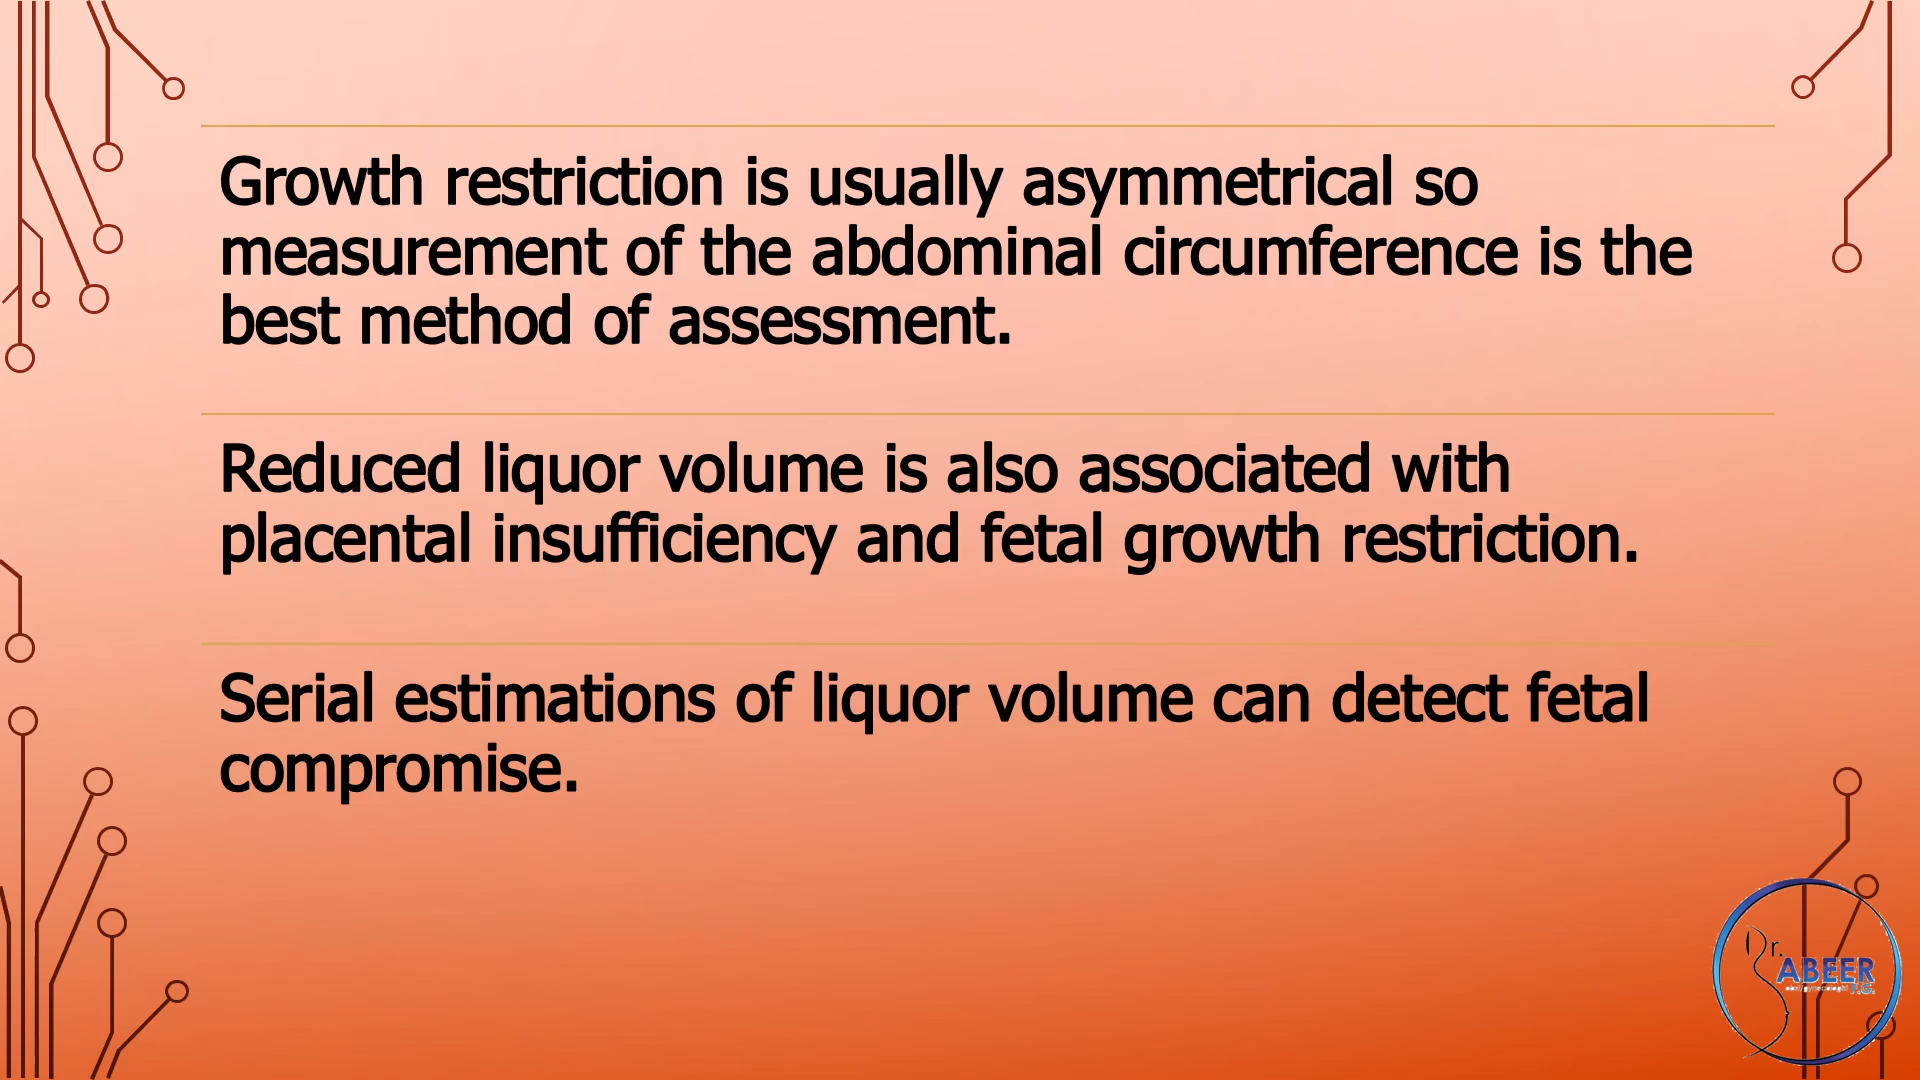 Growth restriction is usually asymmetrical so
measurement of the abdominal circumference is the
best method of assessment.
Reduced liquor volume is also associated with
placental insufficiency and fetal growth restriction.
Serial estimations of liquor volume can detect fetal
compromise.
Dr.
ABEER
F.G.